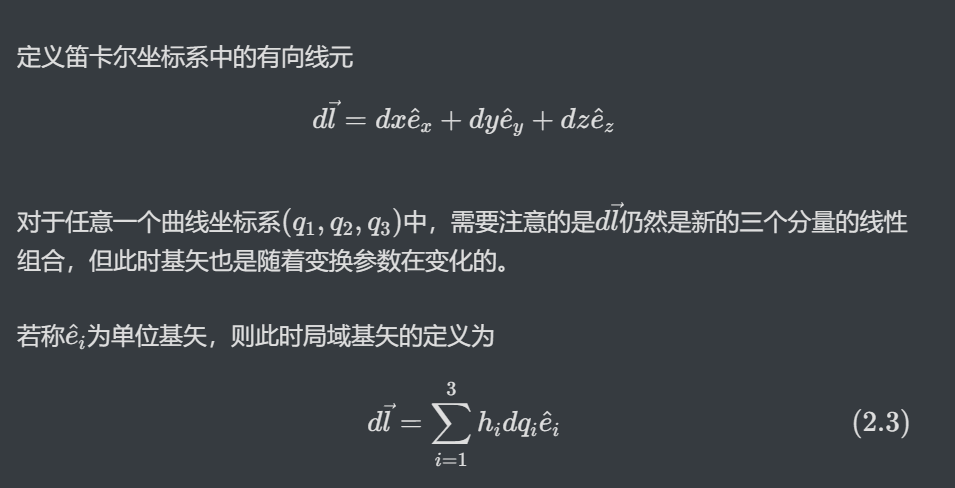 定义笛卡尔坐标系中的有向线元
$d\vec{l} = dx\hat{e}_x + dy\hat{e}_y + dz\hat{e}_z$
对于任意一个曲线坐标系$(q_1, q_2, q_3)$中，需要注意的是$d\vec{l}$仍然是新的三个分量的线性
组合，但此时基矢也是随着变换参数在变化的。
若称$\hat{e}_i$为单位基矢，则此时局域基矢的定义为
$d\vec{l} = \sum_{i=1}^{3} h_i dq_i \hat{e}_i$ (2.3)